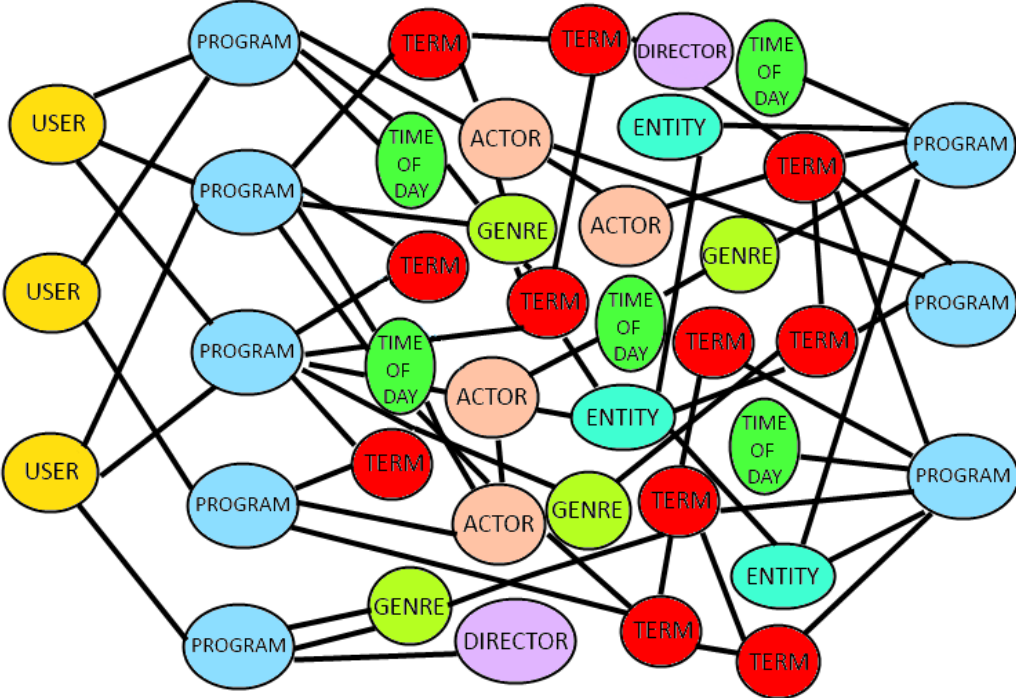 PROGRAM
TERM
TERM
DIRECTOR
TIME
OF
DAY
USER
ENTITY
ACTOR
PROGRAM
TIME
OF
DAY
TERM
PROGRAM
GENRE
ACTOR
GENRE
TERM
USER
TERM
TIME
OF
DAY
PROGRAM
PROGRAM
TERM
TERM
TIME
OF
DAY
ACTOR
ENTITY
USER
TERM
TIME
OF
DAY
PROGRAM
PROGRAM
ACTOR
GENRE
TERM
ENTITY
GENRE
PROGRAM
DIRECTOR
TERM
TERM